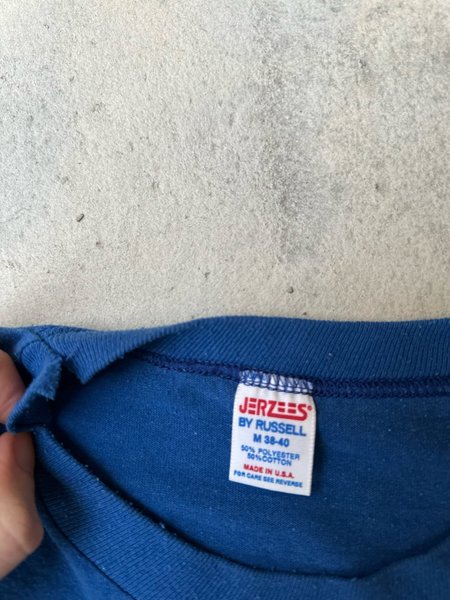 JERZEES®
BY RUSSELL
M 38-40
50% POLYESTER
50% COTTON
MADE IN U.S.A.
FOR CARE SEE REVERSE